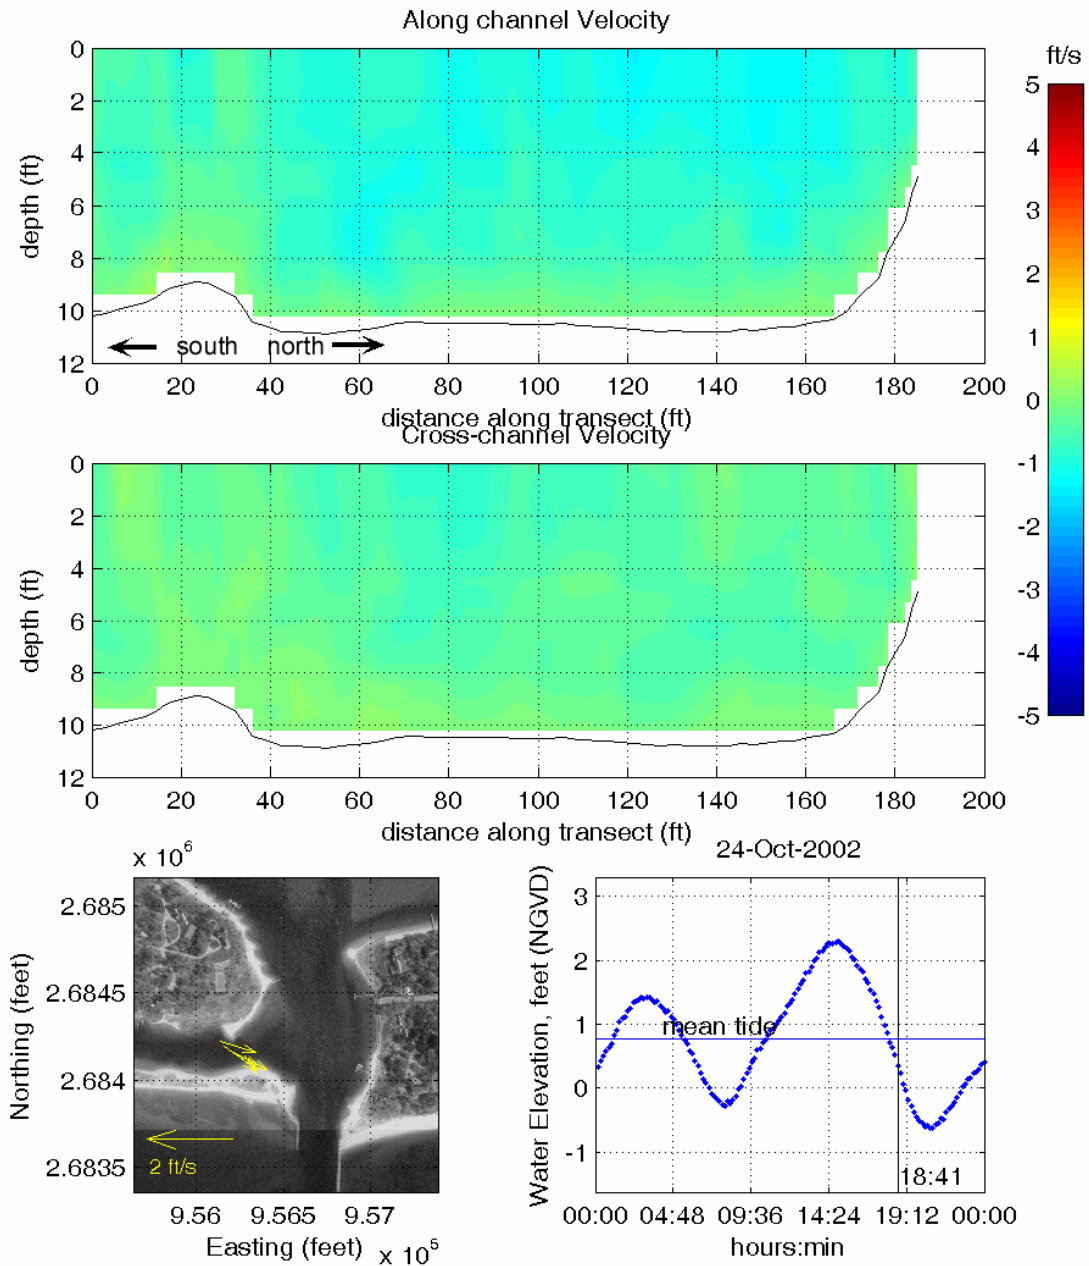 Along channel Velocity
ft/s
0
2
4
6
8
10
12
depth (ft)
south north
0 20 40 60 80 100 120 140 160 180 200
distance along transect (ft)
5
4
3
2
1
0
-1
-2
-3
-4
-5
Cross-channel Velocity
0
2
4
6
8
10
12
depth (ft)
0 20 40 60 80 100 120 140 160 180 200
distance along transect (ft)
x 10⁶
2.685
2.6845
2.684
2.6835
Northing (feet)
2 ft/s
9.56 9.565 9.57
Easting (feet) x 10⁵
24-Oct-2002
Water Elevation, feet (NGVD)
3
2
1
0
-1
mean tide
18:41
00:00 04:48 09:36 14:24 19:12 00:00
hours:min